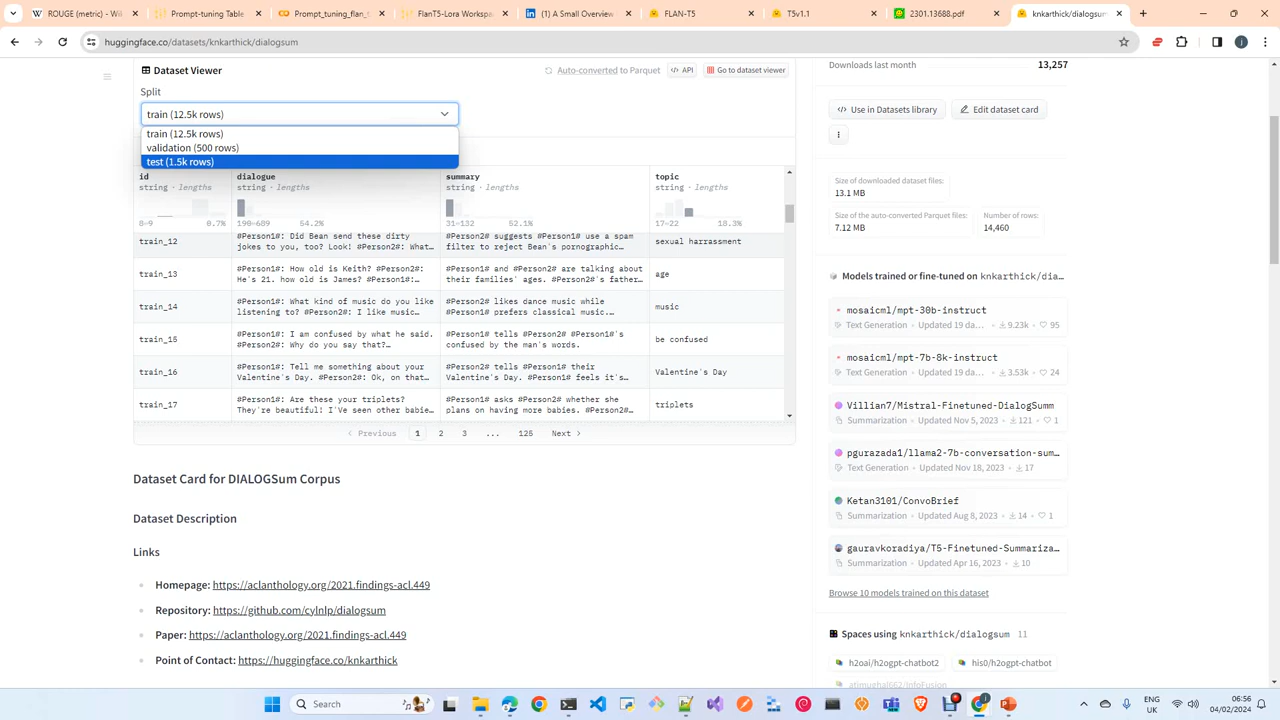 ROUGE (metric) - Wi
Prompt-tuning Table
Prompt_tuning_flan_
FlanT5-Lora Workspa
(1) A Small Overview
FLAN-T5
T5v1.1
2301.13688.pdf
knkarthick/dialogsum
huggingface.co/datasets/knkarthick/dialogsum
Dataset Viewer
Auto-converted to Parquet
API
Go to dataset viewer
Split
train (12.5k rows)
train (12.5k rows)
validation (500 rows)
test (1.5k rows)
id dialogue summary topic
string · lengths string · lengths string · lengths string · lengths
8–9 0.7% 190–689 54.2% 31–132 52.1% 17–22 18.3%
train_12
#Person1#: Did Bean send these dirty
jokes to you, too? Look! #Person2#: What…
#Person2# suggests #Person1# use a spam
filter to reject Bean's pornographic…
sexual harrassment
train_13
#Person1#: How old is Keith? #Person2#:
He's 21. how old is James? #Person1#:…
#Person1# and #Person2# are talking about
their families' ages. #Person2#'s father…
age
train_14
#Person1#: What kind of music do you like
listening to? #Person2#: I like music…
#Person2# likes dance music while
#Person1# prefers classical music.…
music
train_15
#Person1#: I am confused by what he said.
#Person2#: Why do you say that?…
#Person1# tells #Person2# #Person1#'s
confused by the man's words.
be confused
train_16
#Person1#: Tell me something about your
Valentine's Day. #Person2#: Ok, on that…
#Person2# tells #Person1# their
Valentine's Day. #Person1# feels it's…
Valentine's Day
train_17
#Person1#: Are these your triplets?
They're beautiful! I've seen other babie…
#Person1# asks #Person2# whether she
plans on having more babies. #Person2#…
triplets
Previous 1 2 3 ... 125 Next
Dataset Card for DIALOGSum Corpus
Dataset Description
Links
Homepage: https://aclanthology.org/2021.findings-acl.449
Repository: https://github.com/cylnlp/dialogsum
Paper: https://aclanthology.org/2021.findings-acl.449
Point of Contact: https://huggingface.co/knkarthick
Downloads last month 13,257
Use in Datasets library
Edit dataset card
Size of downloaded dataset files:
13.1 MB
Size of the auto-converted Parquet files:
7.12 MB
Number of rows:
14,460
Models trained or fine-tuned on knkarthick/dia…
mosaicml/mpt-30b-instruct
Text Generation • Updated 19 da… • 9.23k • 95
mosaicml/mpt-7b-8k-instruct
Text Generation • Updated 19 da… • 3.53k • 24
Villian7/Mistral-Finetuned-DialogSumm
Summarization • Updated Nov 5, 2023 • 121 • 1
pgurazada1/llama2-7b-conversation-sum…
Text Generation • Updated Nov 18, 2023 • 17
Ketan3101/ConvoBrief
Summarization • Updated Aug 8, 2023 • 14 • 1
gauravkoradiya/T5-Finetuned-Summariza…
Summarization • Updated Apr 16, 2023 • 10
Browse 10 models trained on this dataset
Spaces using knkarthick/dialogsum 11
h2oai/h2ogpt-chatbot2
his0/h2ogpt-chatbot
atimughal662/InfoFusion
Search
ENG
UK
06:56
04/02/2024